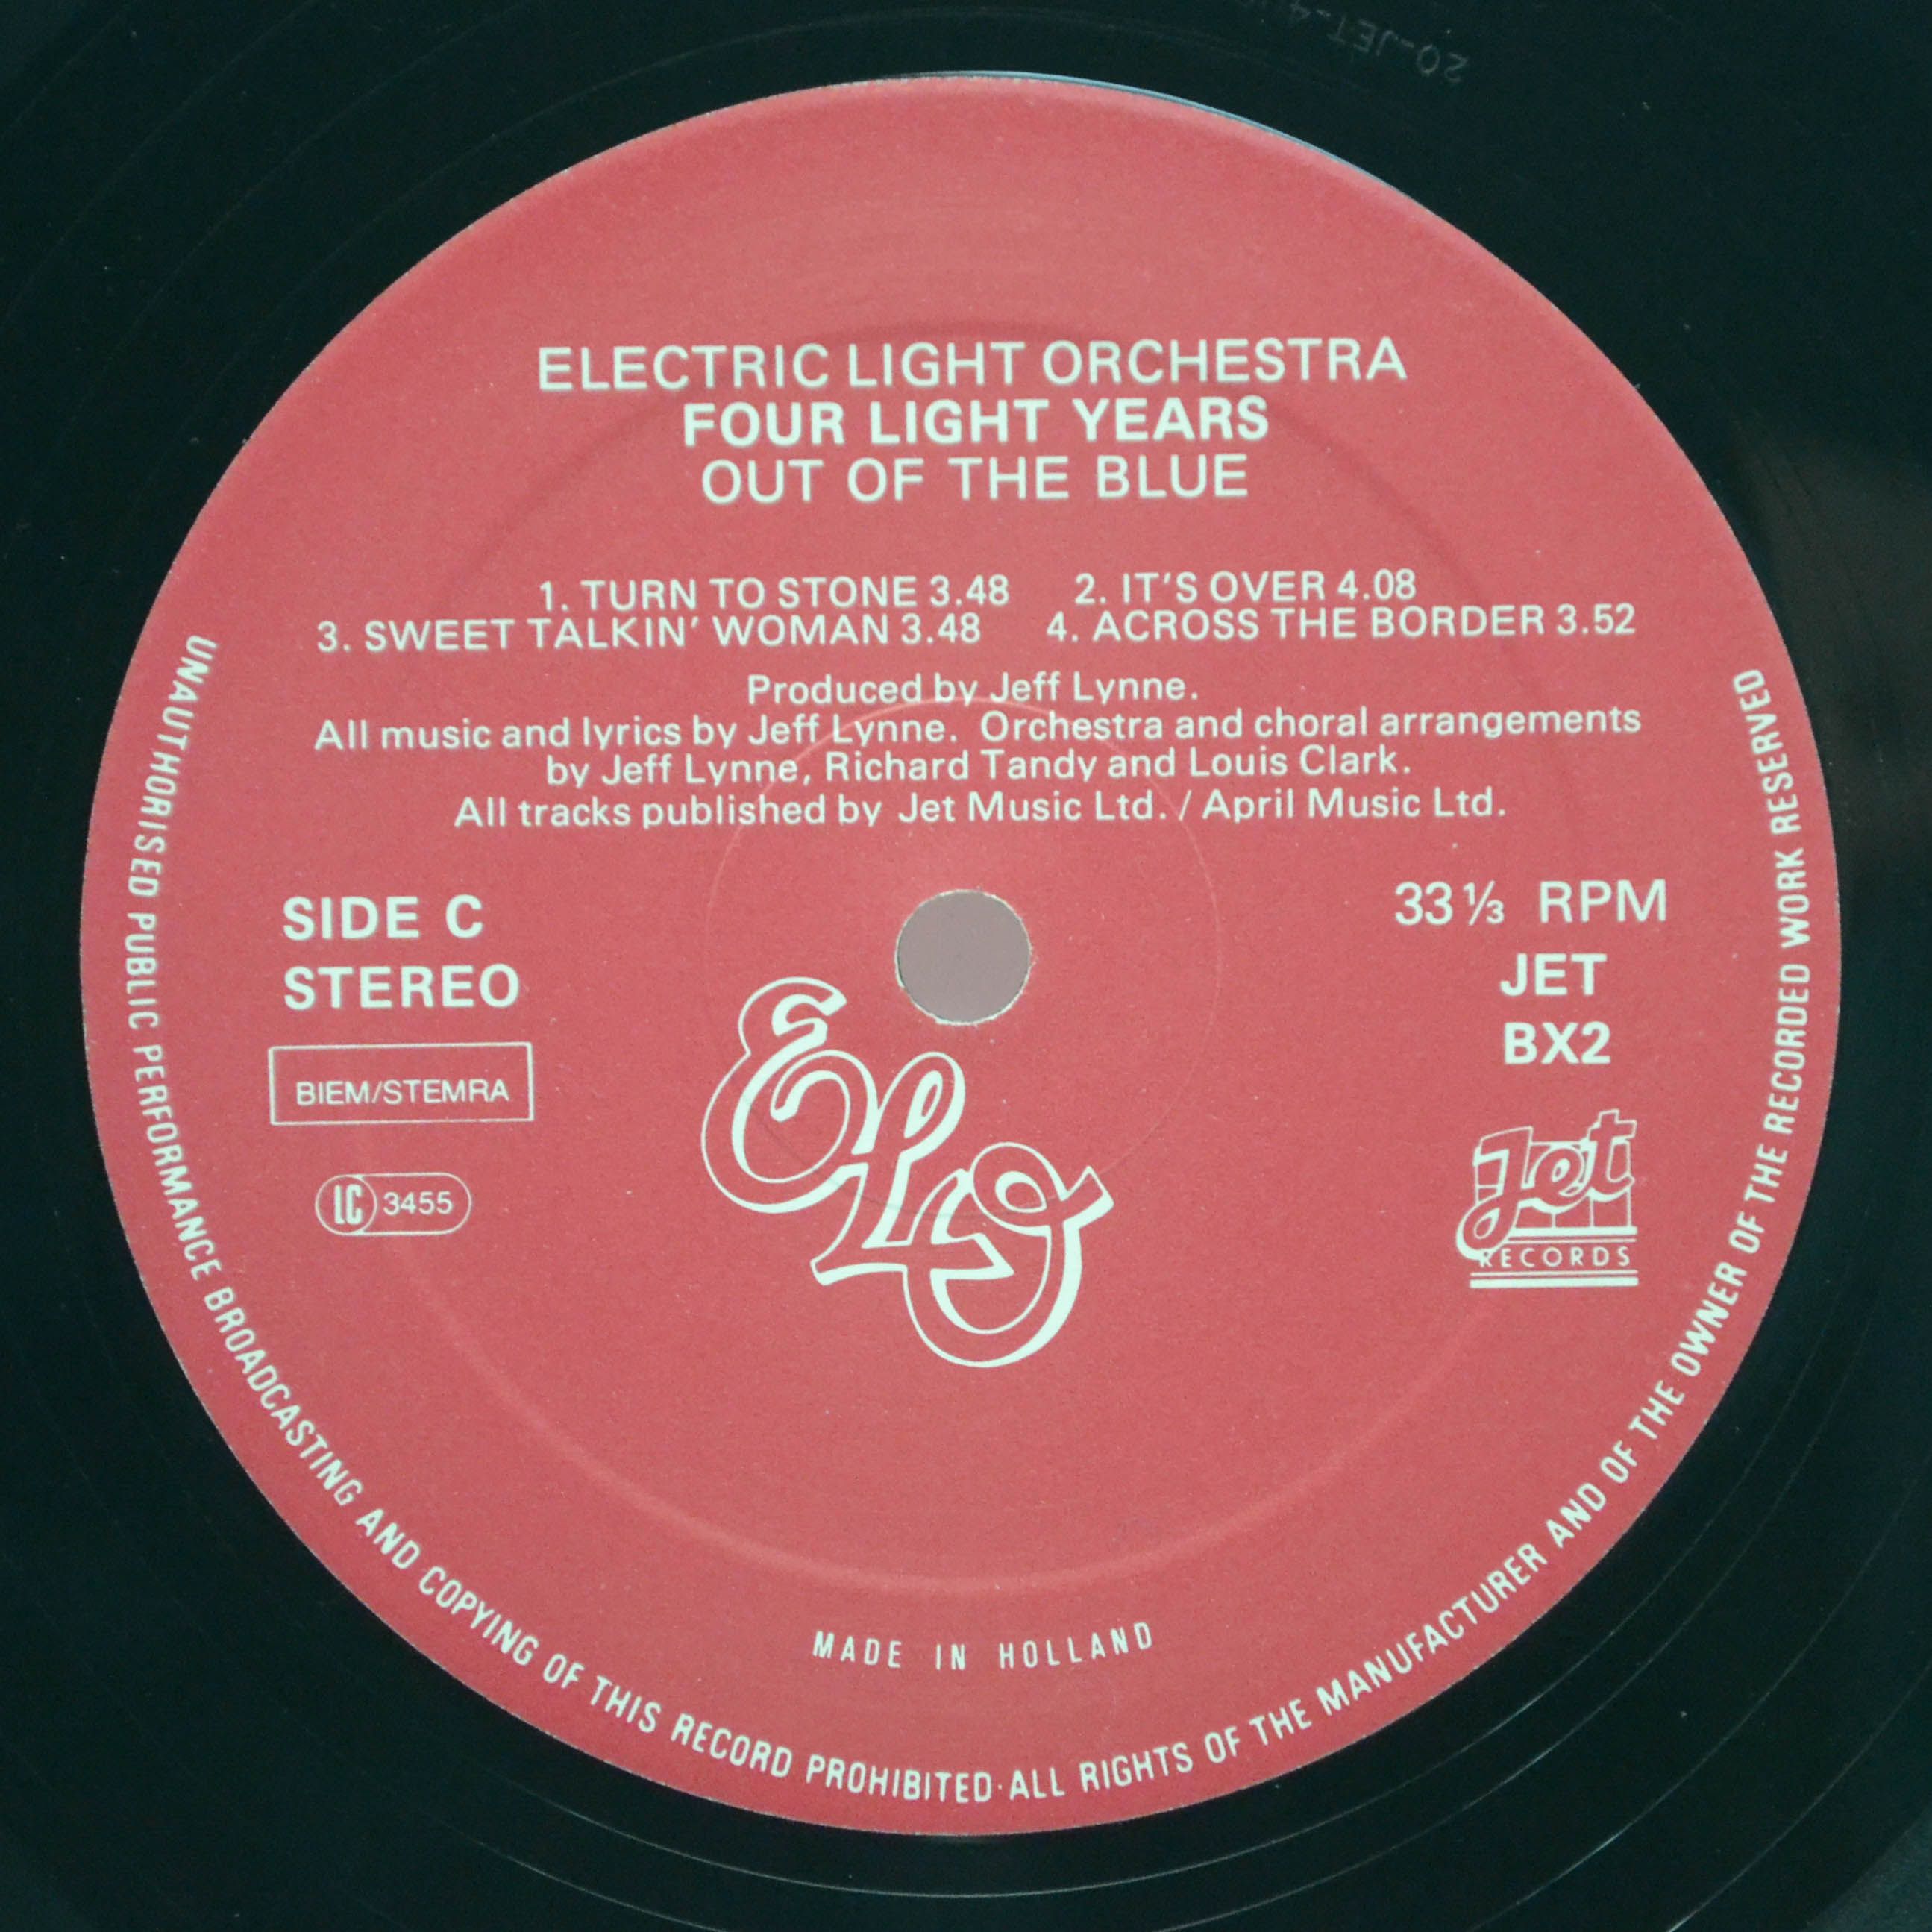 20-JET-4
ELECTRIC LIGHT ORCHESTRA
FOUR LIGHT YEARS
OUT OF THE BLUE
1. TURN TO STONE 3.48 2. IT'S OVER 4.08
3. SWEET TALKIN' WOMAN 3.48 4. ACROSS THE BORDER 3.52
Produced by Jeff Lynne.
All music and lyrics by Jeff Lynne. Orchestra and choral arrangements
by Jeff Lynne, Richard Tandy and Louis Clark.
All tracks published by Jet Music Ltd. / April Music Ltd.
SIDE C
STEREO
BIEM/STEMRA
LC 3455
33 ⅓ RPM
JET
BX2
Jet
RECORDS
ELO
MADE IN HOLLAND
UNAUTHORISED PUBLIC PERFORMANCE BROADCASTING AND COPYING OF THIS RECORD PROHIBITED·ALL RIGHTS OF THE MANUFACTURER AND OF THE OWNER OF THE RECORDED WORK RESERVED